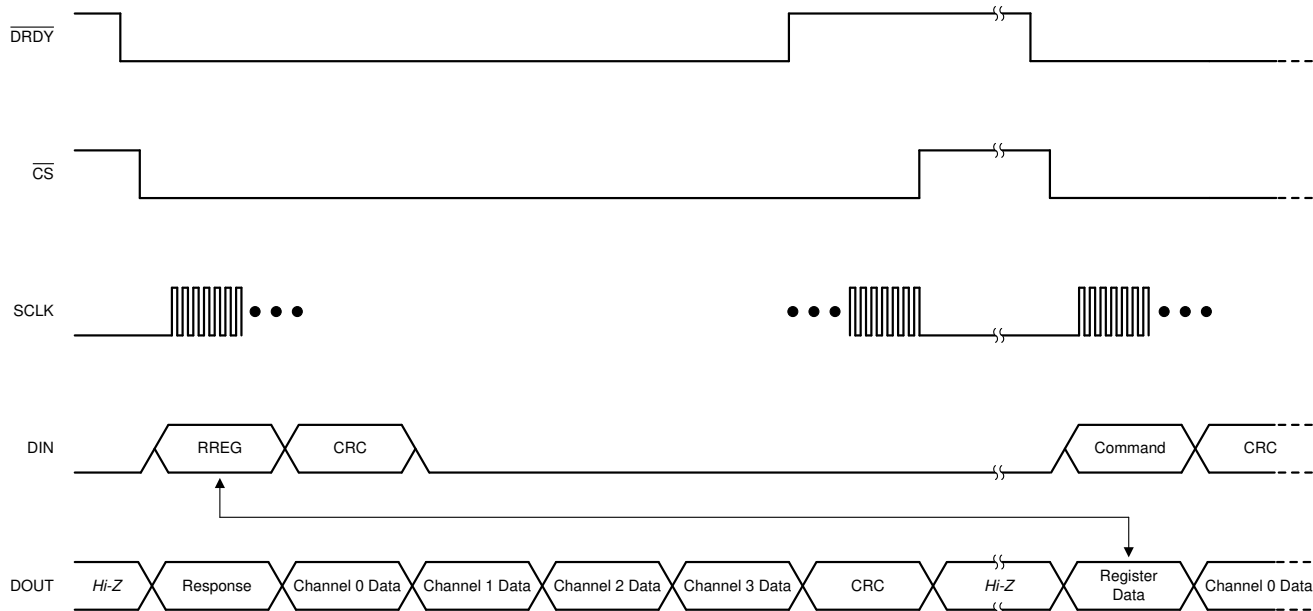 DRDY
CS
SCLK
DIN
RREG
CRC
Command
CRC
DOUT
Hi-Z
Response
Channel 0 Data
Channel 1 Data
Channel 2 Data
Channel 3 Data
CRC
Hi-Z
Register
Data
Channel 0 Data